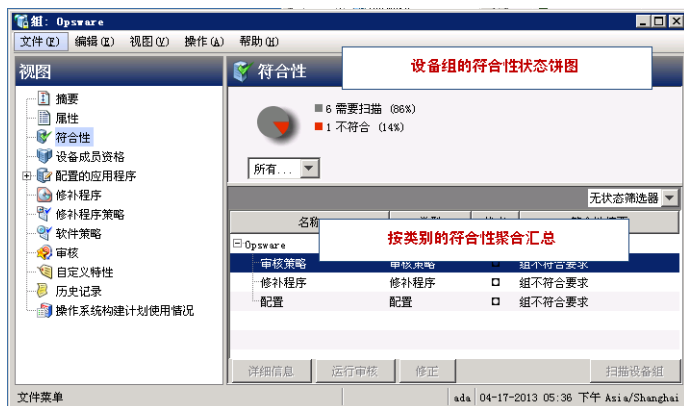 组: Opsware
文件(F) 编辑(E) 视图(V) 操作(A) 帮助(H)
视图
摘要
属性
符合性
设备成员资格
配置的应用程序
修补程序
修补程序策略
软件策略
审核
自定义特性
历史记录
操作系统构建计划使用情况
符合性
设备组的符合性状态饼图
6 需要扫描 (86%)
1 不符合 (14%)
所有...
无状态筛选器
名称
按类别的符合性聚合汇总
Opsware
审核策略 审核策略 组不符合要求
修补程序 修补程序 组不符合要求
配置 配置 组不符合要求
详细信息 运行审核 修正 扫描设备组
文件菜单 ada 04-17-2013 05:36 下午 Asia/Shanghai